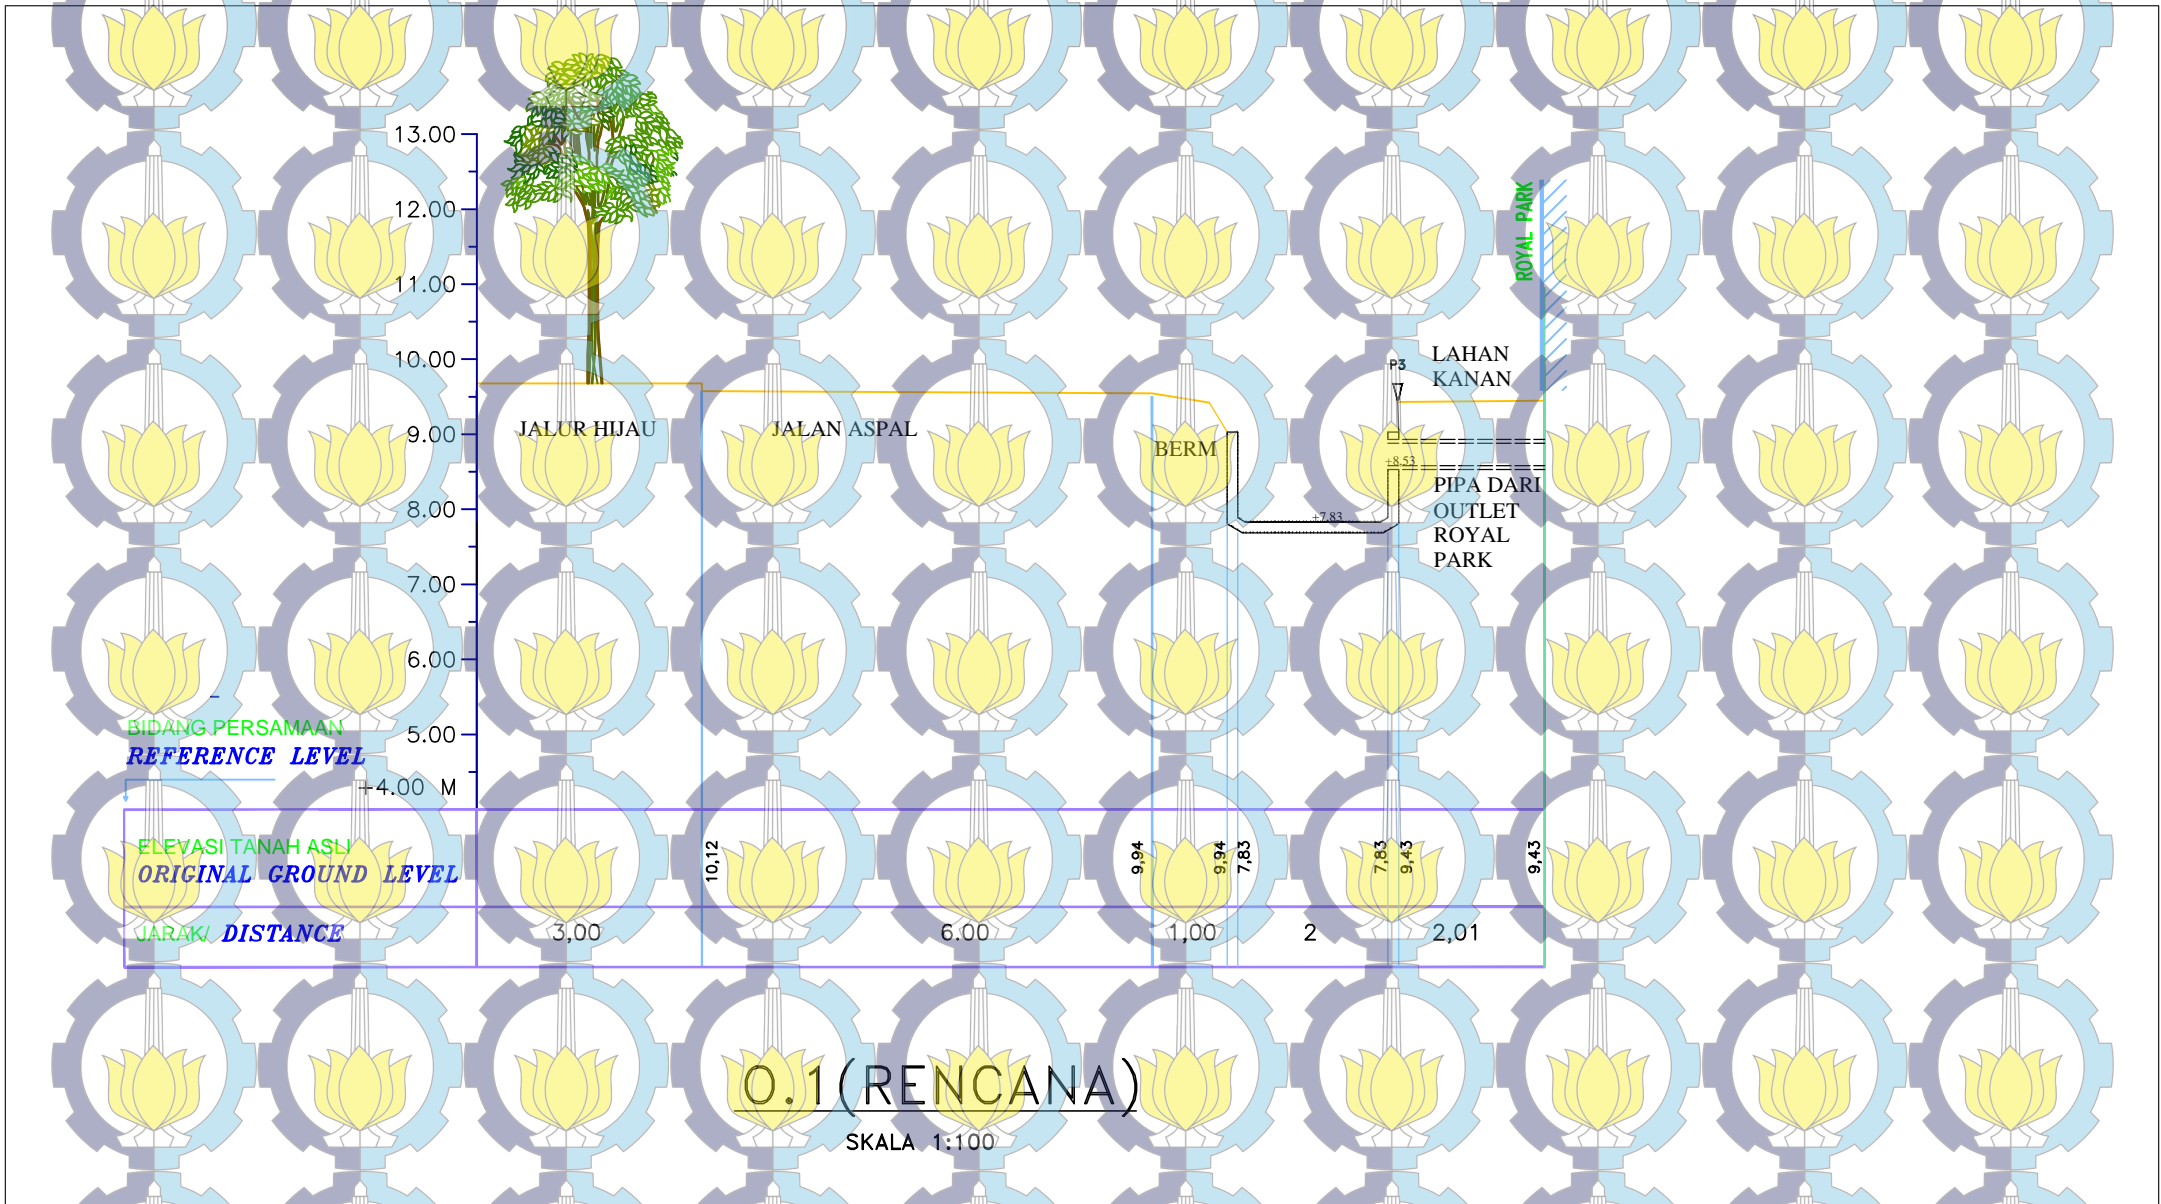 13.00
12.00
11.00
10.00
9.00
8.00
7.00
6.00
5.00
+4.00 M
ROYAL PARK
P3
LAHAN
KANAN
JALUR HIJAU
JALAN ASPAL
BERM
+8.53
+7.83
PIPA DARI
OUTLET
ROYAL
PARK
BIDANG PERSAMAAN
REFERENCE LEVEL
ELEVASI TANAH ASLI
ORIGINAL GROUND LEVEL
10,12
9,94
9,94
7,83
7,83
9,43
9,43
JARAK/ DISTANCE
3,00
6.00
1,00
2
2,01
0.1(RENCANA)
SKALA 1:100